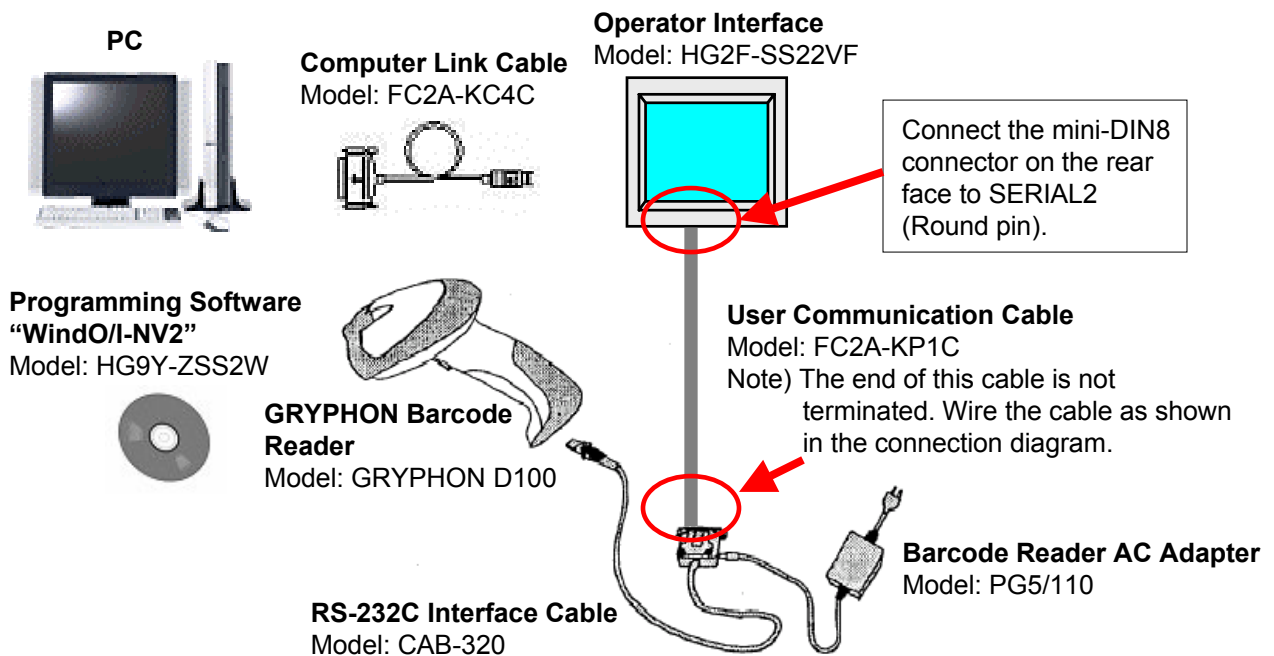 PC
Computer Link Cable
Model: FC2A-KC4C
Operator Interface
Model: HG2F-SS22VF
Connect the mini-DIN8
connector on the rear
face to SERIAL2
(Round pin).
Programming Software
“WindO/I-NV2”
Model: HG9Y-ZSS2W
GRYPHON Barcode
Reader
Model: GRYPHON D100
User Communication Cable
Model: FC2A-KP1C
Note) The end of this cable is not
terminated. Wire the cable as shown
in the connection diagram.
Barcode Reader AC Adapter
Model: PG5/110
RS-232C Interface Cable
Model: CAB-320